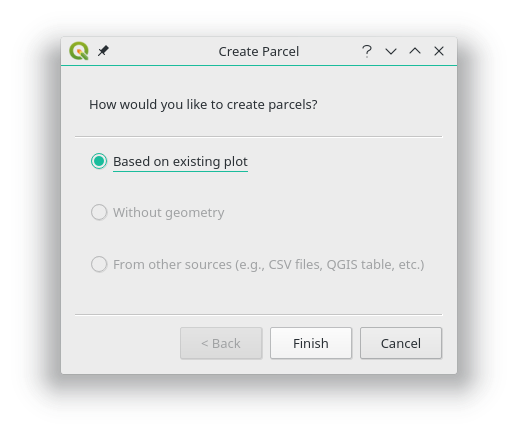 Create Parcel
How would you like to create parcels?
Based on existing plot
Without geometry
From other sources (e.g., CSV files, QGIS table, etc.)
< Back
Finish
Cancel